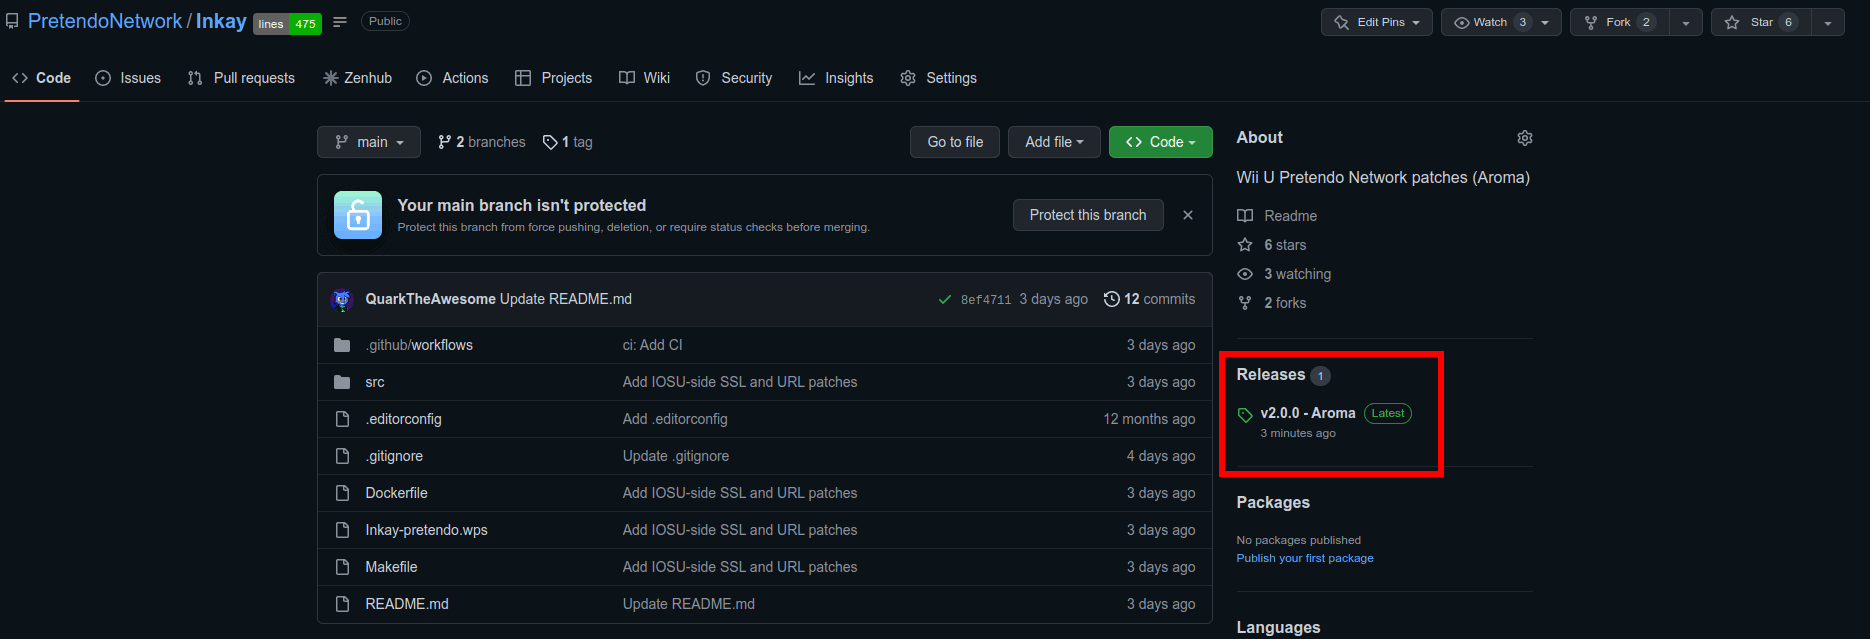 PretendoNetwork / Inkay lines 475 Public
Edit Pins Watch 3 Fork 2 Star 6
Code Issues Pull requests Zenhub Actions Projects Wiki Security Insights Settings
main 2 branches 1 tag Go to file Add file Code
Your main branch isn't protected
Protect this branch from force pushing, deletion, or require status checks before merging.
Protect this branch
QuarkTheAwesome Update README.md 8ef4711 3 days ago 12 commits
.github/workflows ci: Add CI 3 days ago
src Add IOSU-side SSL and URL patches 3 days ago
.editorconfig Add .editorconfig 12 months ago
.gitignore Update .gitignore 4 days ago
Dockerfile Add IOSU-side SSL and URL patches 3 days ago
Inkay-pretendo.wps Add IOSU-side SSL and URL patches 3 days ago
Makefile Add IOSU-side SSL and URL patches 3 days ago
README.md Update README.md 3 days ago
About
Wii U Pretendo Network patches (Aroma)
Readme
6 stars
3 watching
2 forks
Releases 1
v2.0.0 - Aroma Latest
3 minutes ago
Packages
No packages published
Publish your first package
Languages